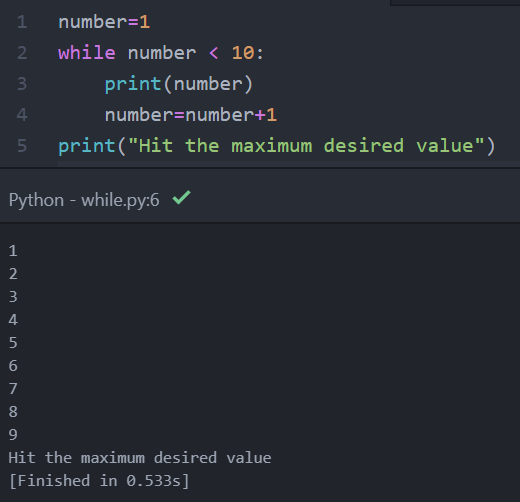 1 number=1
2 while number < 10:
3     print(number)
4     number=number+1
5 print("Hit the maximum desired value")
Python - while.py:6 ✓
1
2
3
4
5
6
7
8
9
Hit the maximum desired value
[Finished in 0.533s]